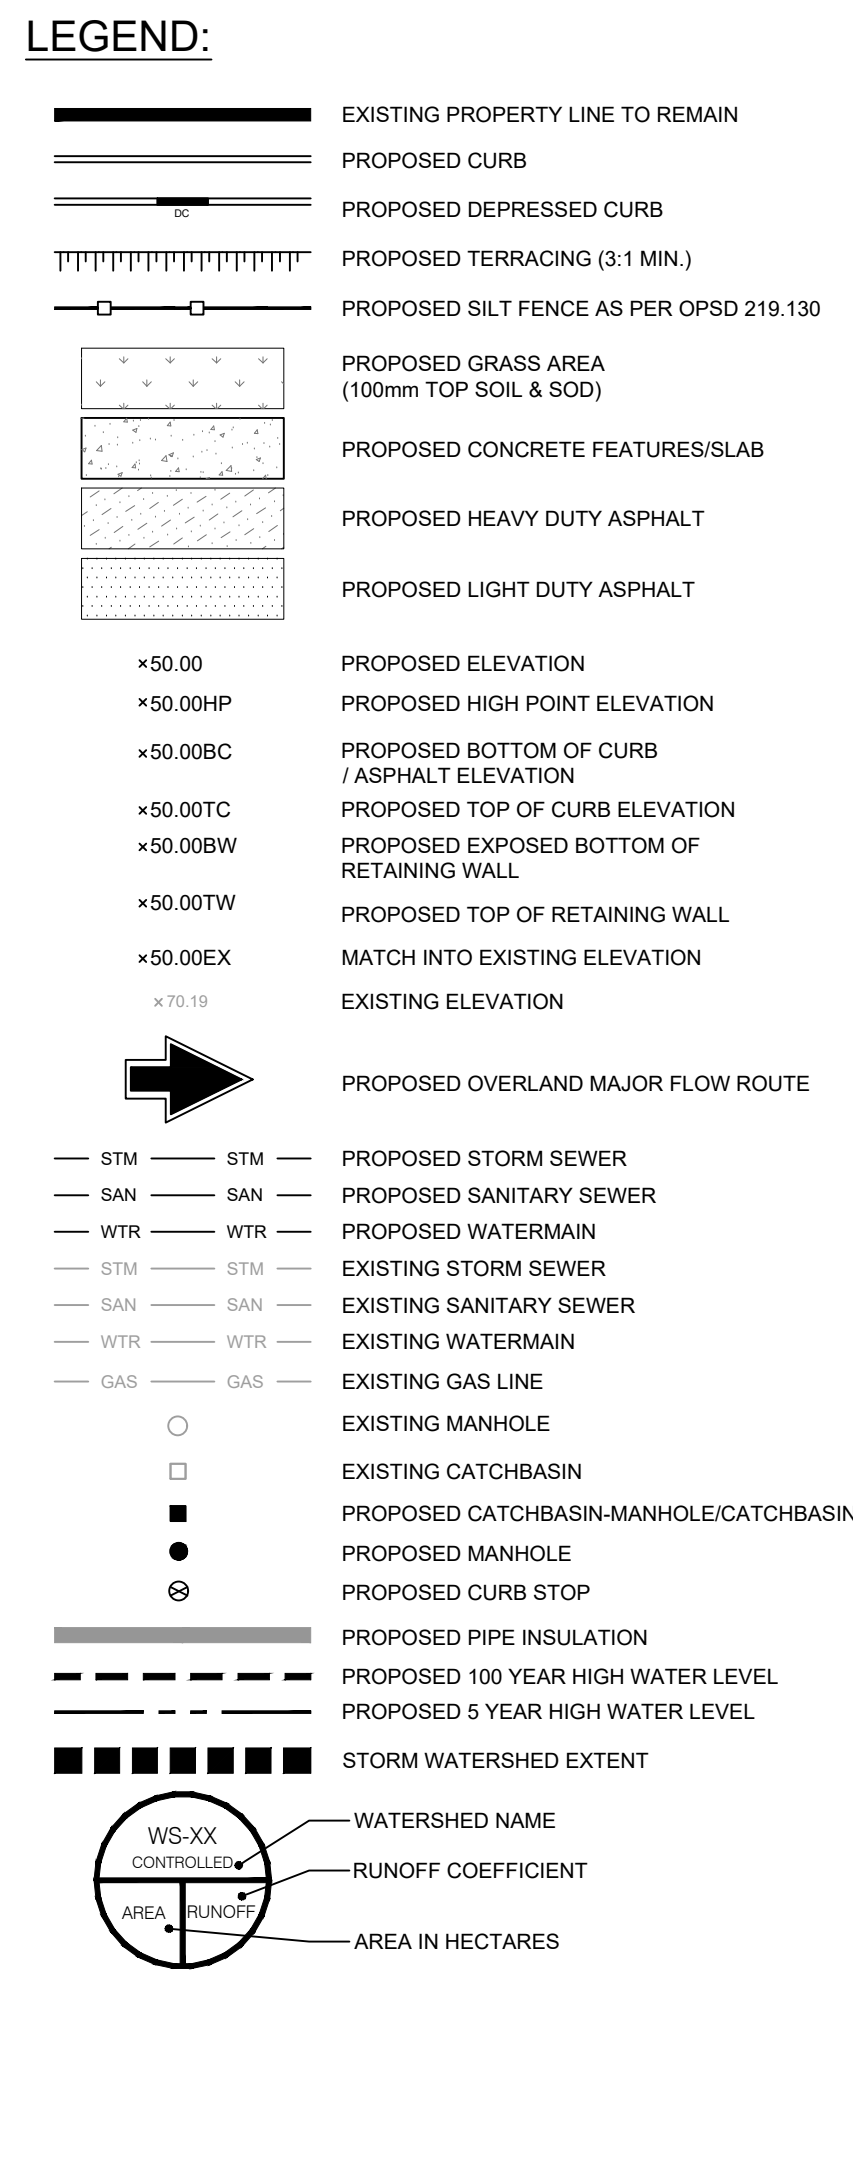 LEGEND:
EXISTING PROPERTY LINE TO REMAIN
PROPOSED CURB
DC
PROPOSED DEPRESSED CURB
PROPOSED TERRACING (3:1 MIN.)
PROPOSED SILT FENCE AS PER OPSD 219.130
PROPOSED GRASS AREA
(100mm TOP SOIL & SOD)
PROPOSED CONCRETE FEATURES/SLAB
PROPOSED HEAVY DUTY ASPHALT
PROPOSED LIGHT DUTY ASPHALT
×50.00 PROPOSED ELEVATION
×50.00HP PROPOSED HIGH POINT ELEVATION
×50.00BC PROPOSED BOTTOM OF CURB
/ ASPHALT ELEVATION
×50.00TC PROPOSED TOP OF CURB ELEVATION
×50.00BW PROPOSED EXPOSED BOTTOM OF
RETAINING WALL
×50.00TW PROPOSED TOP OF RETAINING WALL
×50.00EX MATCH INTO EXISTING ELEVATION
×70.19 EXISTING ELEVATION
PROPOSED OVERLAND MAJOR FLOW ROUTE
STM STM PROPOSED STORM SEWER
SAN SAN PROPOSED SANITARY SEWER
WTR WTR PROPOSED WATERMAIN
STM STM EXISTING STORM SEWER
SAN SAN EXISTING SANITARY SEWER
WTR WTR EXISTING WATERMAIN
GAS GAS EXISTING GAS LINE
EXISTING MANHOLE
EXISTING CATCHBASIN
PROPOSED CATCHBASIN-MANHOLE/CATCHBASIN
PROPOSED MANHOLE
PROPOSED CURB STOP
PROPOSED PIPE INSULATION
PROPOSED 100 YEAR HIGH WATER LEVEL
PROPOSED 5 YEAR HIGH WATER LEVEL
STORM WATERSHED EXTENT
WS-XX
CONTROLLED
WATERSHED NAME
AREA RUNOFF
RUNOFF COEFFICIENT
AREA IN HECTARES